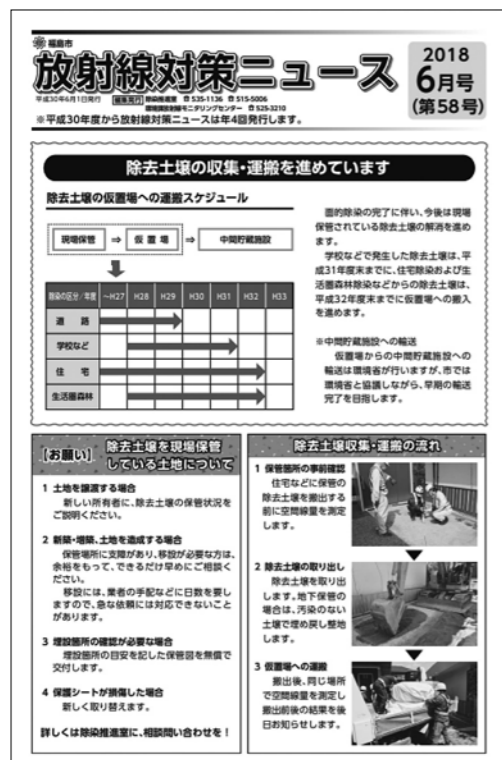 福島市
放射線対策ニュース
2018
6月号
(第58号)
平成30年6月1日発行 編集発行 除染推進室 ☎535-1136 ☎515-5006
環境課放射線モニタリングセンター ☎525-3210
※平成30年度から放射線対策ニュースは年4回発行します。
除去土壌の収集・運搬を進めています
除去土壌の仮置場への運搬スケジュール
現場保管 ⇒ 仮置場 ⇒ 中間貯蔵施設
除染の区分/年度 ~H27 H28 H29 H30 H31 H32 H33
道 路
学校など
住 宅
生活圏森林
面的除染の完了に伴い、今後は現場
保管されている除去土壌の解消を進め
ます。
学校などで発生した除去土壌は、平
成31年度末までに、住宅除染および生
活圏森林除染などからの除去土壌は、
平成32年度末までに仮置場への搬入
を進めます。
※中間貯蔵施設への輸送
仮置場からの中間貯蔵施設への
輸送は環境省が行いますが、市では
環境省と協議しながら、早期の輸送
完了を目指します。
【お願い】 除去土壌を現場保管
している土地について
1 土地を譲渡する場合
新しい所有者に、除去土壌の保管状況を
ご説明ください。
2 新築・増築、土地を造成する場合
保管場所に支障があり、移設が必要な方は、
余裕をもって、できるだけ早めにご相談く
ださい。
移設には、業者の手配などに日数を要し
ますので、急な依頼には対応できないこと
があります。
3 埋設箇所の確認が必要な場合
埋設箇所の目安を記した保管図を無償で
交付します。
4 保護シートが損傷した場合
新しく取り替えます。
詳しくは除染推進室に、相談問い合わせを!
除去土壌収集・運搬の流れ
1 保管箇所の事前確認
住宅などに保管の
除去土壌を搬出する
前に空間線量を測定
します。
2 除去土壌の取り出し
除去土壌を取り出
します。地下保管の
場合は、汚染のない
土壌で埋め戻し整地
します。
3 仮置場への運搬
搬出後、同じ場所
で空間線量を測定し
搬出前後の結果を後
日お知らせします。